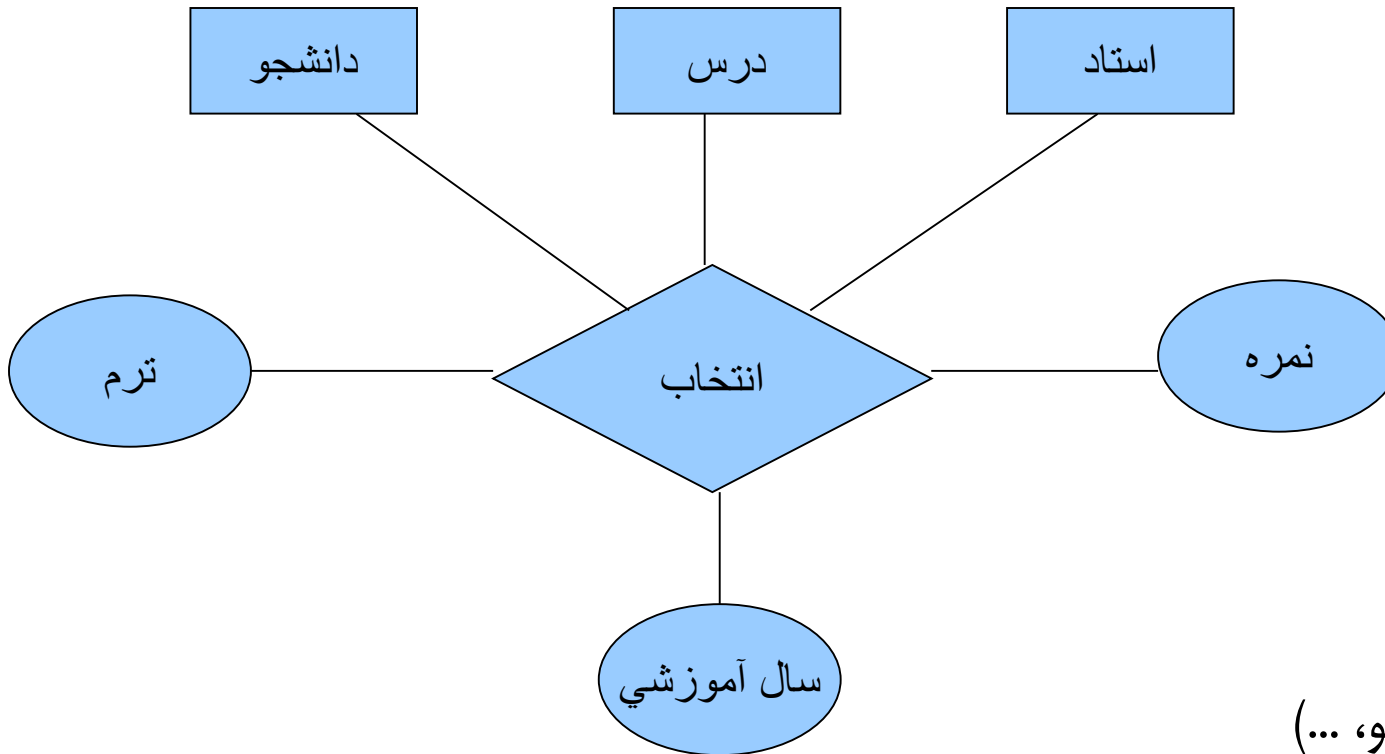 استاد
درس
دانشجو
نمره
انتخاب
ترم
سال آموزشي
و، ...)